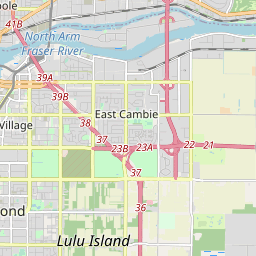 pole
41B
North Arm
Fraser River
39A
39B
East Cambie
38
Village
37
23B
23A
22
21
37
ond
36
Lulu Island